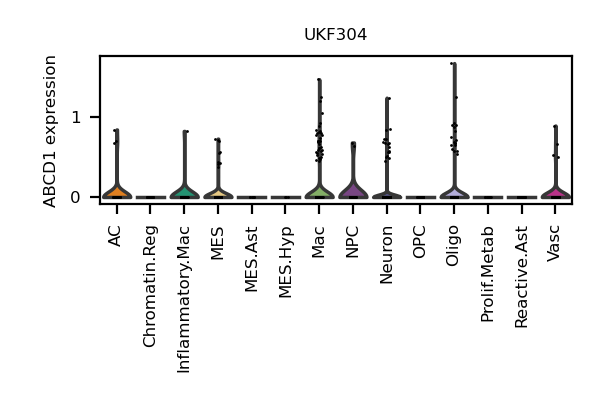 UKF304
ABCD1 expression
1
0
AC
Chromatin.Reg
Inflammatory.Mac
MES
MES.Ast
MES.Hyp
Mac
NPC
Neuron
OPC
Oligo
Prolif.Metab
Reactive.Ast
Vasc